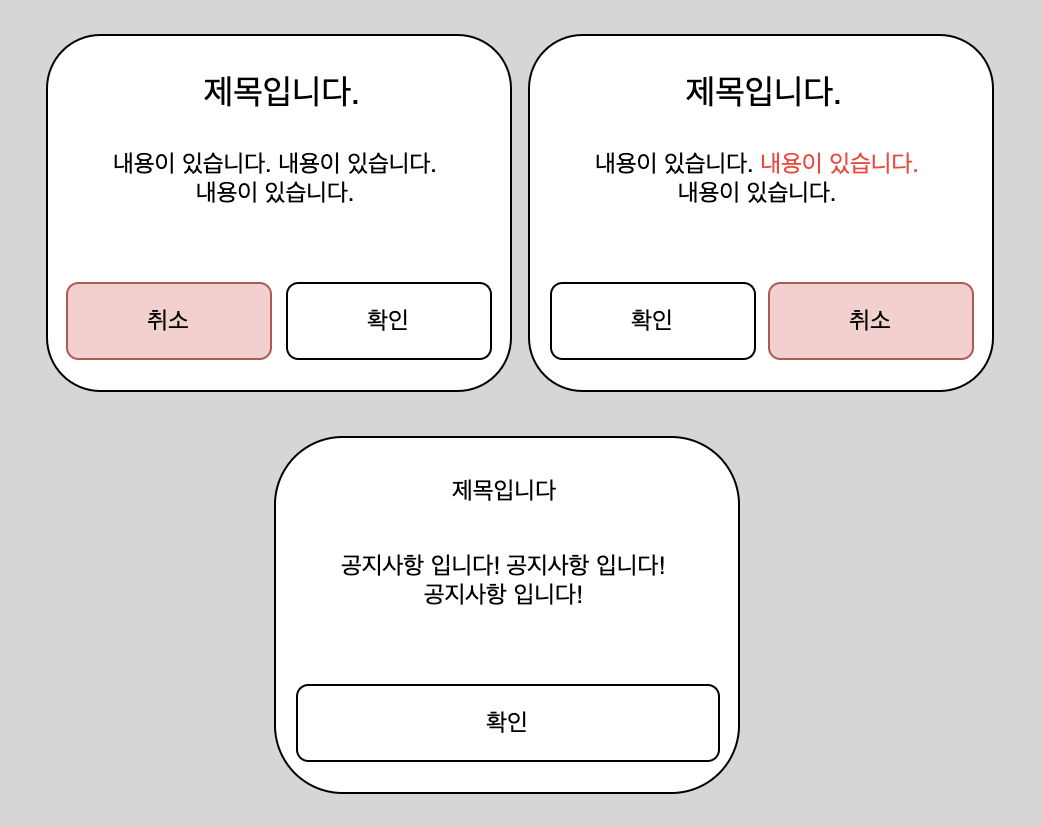 제목입니다.
내용이 있습니다. 내용이 있습니다.
내용이 있습니다.
취소
확인
제목입니다.
내용이 있습니다. 내용이 있습니다.
내용이 있습니다.
확인
취소
제목입니다
공지사항 입니다! 공지사항 입니다!
공지사항 입니다!
확인